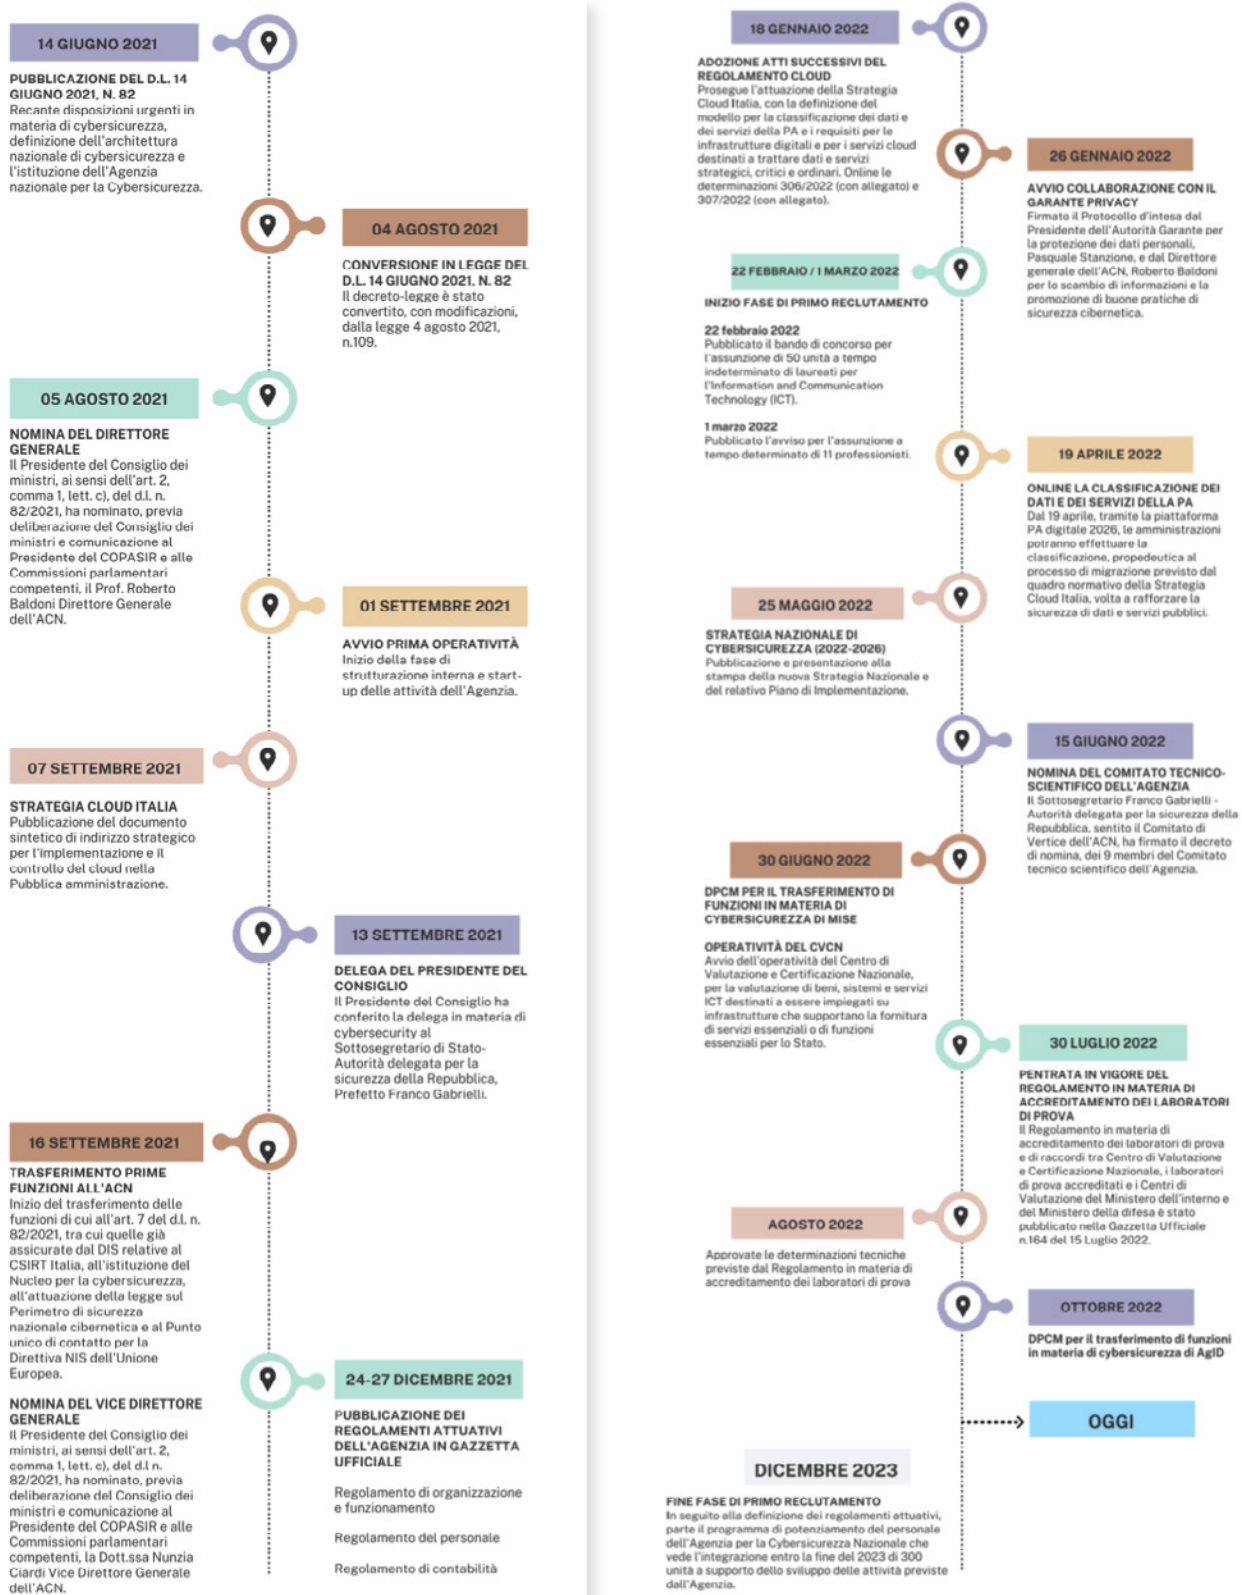 14 GIUGNO 2021
PUBBLICAZIONE DEL D.L. 14
GIUGNO 2021, N. 82
Recante disposizioni urgenti in
materia di cybersicurezza,
definizione dell'architettura
nazionale di cybersicurezza e
l'istituzione dell'Agenzia
nazionale per la Cybersicurezza.
04 AGOSTO 2021
CONVERSIONE IN LEGGE DEL
D.L. 14 GIUGNO 2021, N. 82
Il decreto-legge è stato
convertito, con modificazioni,
dalla legge 4 agosto 2021,
n.109.
05 AGOSTO 2021
NOMINA DEL DIRETTORE
GENERALE
Il Presidente del Consiglio dei
ministri, ai sensi dell'art. 2,
comma 1, lett. c), del d.l. n.
82/2021, ha nominato, previa
deliberazione del Consiglio dei
ministri e comunicazione al
Presidente del COPASIR e alle
Commissioni parlamentari
competenti, il Prof. Roberto
Baldoni Direttore Generale
dell'ACN.
01 SETTEMBRE 2021
AVVIO PRIMA OPERATIVITÀ
Inizio della fase di
strutturazione interna e start-
up delle attività dell'Agenzia.
07 SETTEMBRE 2021
STRATEGIA CLOUD ITALIA
Pubblicazione del documento
sintetico di indirizzo strategico
per l'implementazione e il
controllo del cloud nella
Pubblica amministrazione.
13 SETTEMBRE 2021
DELEGA DEL PRESIDENTE DEL
CONSIGLIO
Il Presidente del Consiglio ha
conferito la delega in materia di
cybersecurity al
Sottosegretario di Stato-
Autorità delegata per la
sicurezza della Repubblica,
Prefetto Franco Gabrielli.
16 SETTEMBRE 2021
TRASFERIMENTO PRIME
FUNZIONI ALL'ACN
Inizio del trasferimento delle
funzioni di cui all'art. 7 del d.l. n.
82/2021, tra cui quelle già
assicurate dal DIS relative al
CSIRT Italia, all'istituzione del
Nucleo per la cybersicurezza,
all'attuazione della legge sul
Perimetro di sicurezza
nazionale cibernetica e al Punto
unico di contatto per la
Direttiva NIS dell'Unione
Europea.
NOMINA DEL VICE DIRETTORE
GENERALE
Il Presidente del Consiglio dei
ministri, ai sensi dell'art. 2,
comma 1, lett. c), del d.l n.
82/2021, ha nominato, previa
deliberazione del Consiglio dei
ministri e comunicazione al
Presidente del COPASIR e alle
Commissioni parlamentari
competenti, la Dott.ssa Nunzia
Ciardi Vice Direttore Generale
dell'ACN.
24-27 DICEMBRE 2021
PUBBLICAZIONE DEI
REGOLAMENTI ATTUATIVI
DELL'AGENZIA IN GAZZETTA
UFFICIALE
Regolamento di organizzazione
e funzionamento
Regolamento del personale
Regolamento di contabilità
18 GENNAIO 2022
ADOZIONE ATTI SUCCESSIVI DEL
REGOLAMENTO CLOUD
Prosegue l'attuazione della Strategia
Cloud Italia, con la definizione del
modello per la classificazione dei dati e
dei servizi della PA e i requisiti per le
infrastrutture digitali e per i servizi cloud
destinati a trattare dati e servizi
strategici, critici e ordinari. Online le
determinazioni 306/2022 (con allegato) e
307/2022 (con allegato).
26 GENNAIO 2022
AVVIO COLLABORAZIONE CON IL
GARANTE PRIVACY
Firmato il Protocollo d'intesa dal
Presidente dell'Autorità Garante per
la protezione dei dati personali,
Pasquale Stanzione, e dal Direttore
generale dell'ACN, Roberto Baldoni
per lo scambio di informazioni e la
promozione di buone pratiche di
sicurezza cibernetica.
22 FEBBRAIO / 1 MARZO 2022
INIZIO FASE DI PRIMO RECLUTAMENTO
22 febbraio 2022
Pubblicato il bando di concorso per
l'assunzione di 50 unità a tempo
indeterminato di laureati per
l'Information and Communication
Technology (ICT).
1 marzo 2022
Pubblicato l'avviso per l'assunzione a
tempo determinato di 11 professionisti.
19 APRILE 2022
ONLINE LA CLASSIFICAZIONE DEI
DATI E DEI SERVIZI DELLA PA
Dal 19 aprile, tramite la piattaforma
PA digitale 2026, le amministrazioni
potranno effettuare la
classificazione, propedeutica al
processo di migrazione previsto dal
quadro normativo della Strategia
Cloud Italia, volta a rafforzare la
sicurezza di dati e servizi pubblici.
25 MAGGIO 2022
STRATEGIA NAZIONALE DI
CYBERSICUREZZA (2022-2026)
Pubblicazione e presentazione alla
stampa della nuova Strategia Nazionale e
del relativo Piano di Implementazione.
15 GIUGNO 2022
NOMINA DEL COMITATO TECNICO-
SCIENTIFICO DELL'AGENZIA
Il Sottosegretario Franco Gabrielli -
Autorità delegata per la sicurezza della
Repubblica, sentito il Comitato di
Vertice dell'ACN, ha firmato il decreto
di nomina, dei 9 membri del Comitato
tecnico scientifico dell'Agenzia.
30 GIUGNO 2022
DPCM PER IL TRASFERIMENTO DI
FUNZIONI IN MATERIA DI
CYBERSICUREZZA DI MISE
OPERATIVITÀ DEL CVCN
Avvio dell'operatività del Centro di
Valutazione e Certificazione Nazionale,
per la valutazione di beni, sistemi e servizi
ICT destinati a essere impiegati su
infrastrutture che supportano la fornitura
di servizi essenziali o di funzioni
essenziali per lo Stato.
30 LUGLIO 2022
PENTRATA IN VIGORE DEL
REGOLAMENTO IN MATERIA DI
ACCREDITAMENTO DEI LABORATORI
DI PROVA
Il Regolamento in materia di
accreditamento dei laboratori di prova
e di raccordi tra Centro di Valutazione
e Certificazione Nazionale, i laboratori
di prova accreditati e i Centri di
Valutazione del Ministero dell'interno e
del Ministero della difesa è stato
pubblicato nella Gazzetta Ufficiale
n.164 del 15 Luglio 2022.
AGOSTO 2022
Approvate le determinazioni tecniche
previste dal Regolamento in materia di
accreditamento dei laboratori di prova
OTTOBRE 2022
DPCM per il trasferimento di funzioni
in materia di cybersicurezza di AgID
OGGI
DICEMBRE 2023
FINE FASE DI PRIMO RECLUTAMENTO
In seguito alla definizione dei regolamenti attuativi,
parte il programma di potenziamento del personale
dell'Agenzia per la Cybersicurezza Nazionale che
vede l'integrazione entro la fine del 2023 di 300
unità a supporto dello sviluppo delle attività previste
dall'Agenzia.